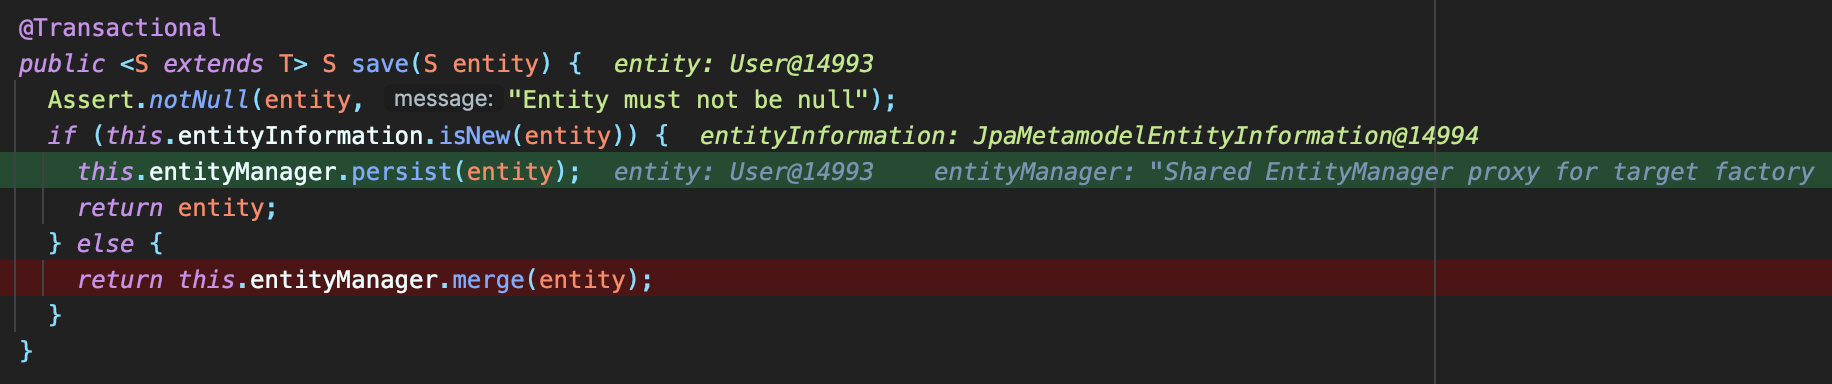 @Transactional
public <S extends T> S save(S entity) {  entity: User@14993
Assert.notNull(entity, message: "Entity must not be null");
if (this.entityInformation.isNew(entity)) {  entityInformation: JpaMetamodelEntityInformation@14994
this.entityManager.persist(entity);  entity: User@14993  entityManager: "Shared EntityManager proxy for target factory
return entity;
} else {
return this.entityManager.merge(entity);
}
}